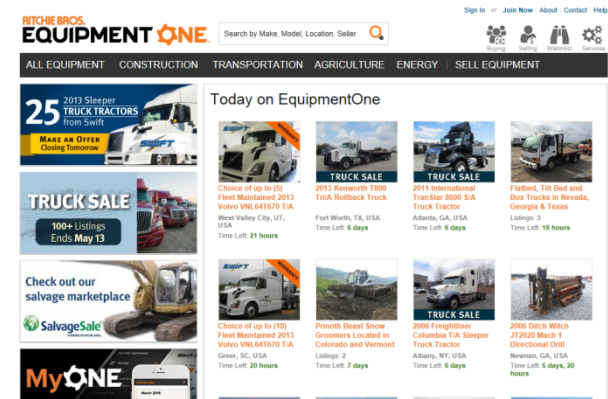 Sign In or Join Now About Contact Help
RITCHIE BROS.
EQUIPMENT ONE
Search by Make, Model, Location, Seller
Buying Selling Watchlist Services
ALL EQUIPMENT CONSTRUCTION TRANSPORTATION AGRICULTURE ENERGY SELL EQUIPMENT
25 2013 Sleeper
TRUCK TRACTORS
from Swift
MAKE AN OFFER
Closing Tomorrow
SWIFT
TRUCK SALE
100+ Listings
Ends May 13
Check out our
salvage marketplace
SalvageSale
MyONE
March 2015
Today on EquipmentOne
SWIFT
WARRANTY
Choice of up to (5)
Fleet Maintained 2013
Volvo VNL64T670 T/A
West Valley City, UT,
USA
Time Left: 21 hours
TRUCK SALE
2013 Kenworth T800
Tri/A Rollback Truck
Fort Worth, TX, USA
Time Left: 6 days
TRUCK SALE
2011 International
TranStar 8600 S/A
Truck Tractor
Atlanta, GA, USA
Time Left: 6 days
Flatbed, Tilt Bed and
Box Trucks in Nevada,
Georgia & Texas
Listings: 3
Time Left: 18 hours
SWIFT
WARRANTY
Choice of up to (10)
Fleet Maintained 2013
Volvo VNL64T670 T/A
Greer, SC, USA
Time Left: 20 hours
Prinoth Beast Snow
Groomers Located in
Colorado and Vermont
Listings: 2
Time Left: 7 days
TRUCK SALE
2006 Freightliner
Columbia T/A Sleeper
Truck Tractor
Albany, NY, USA
Time Left: 6 days
2006 Ditch Witch
JT2020 Mach 1
Directional Drill
Newnan, GA, USA
Time Left: 5 days, 20
hours